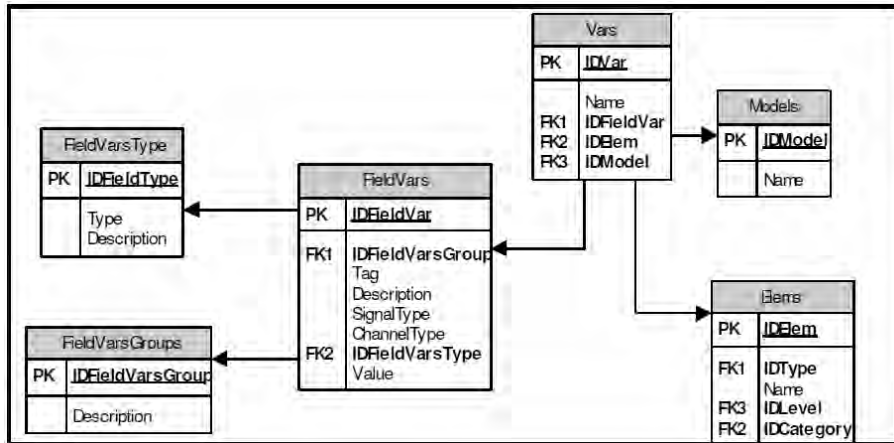 Vars
PK IDVar
Name
FK1 IDFieldVar
FK2 IDElem
FK3 IDModel
Models
PK IDModel
Name
FieldVarsType
PK IDFieldType
Type
Description
FieldVars
PK IDFieldVar
FK1 IDFieldVarsGroup
Tag
Description
SignalType
ChannelType
FK2 IDFieldVarsType
Value
FieldVarsGroups
PK IDFieldVarsGroup
Description
Elems
PK IDElem
FK1 IDType
Name
FK3 IDLevel
FK2 IDCategory